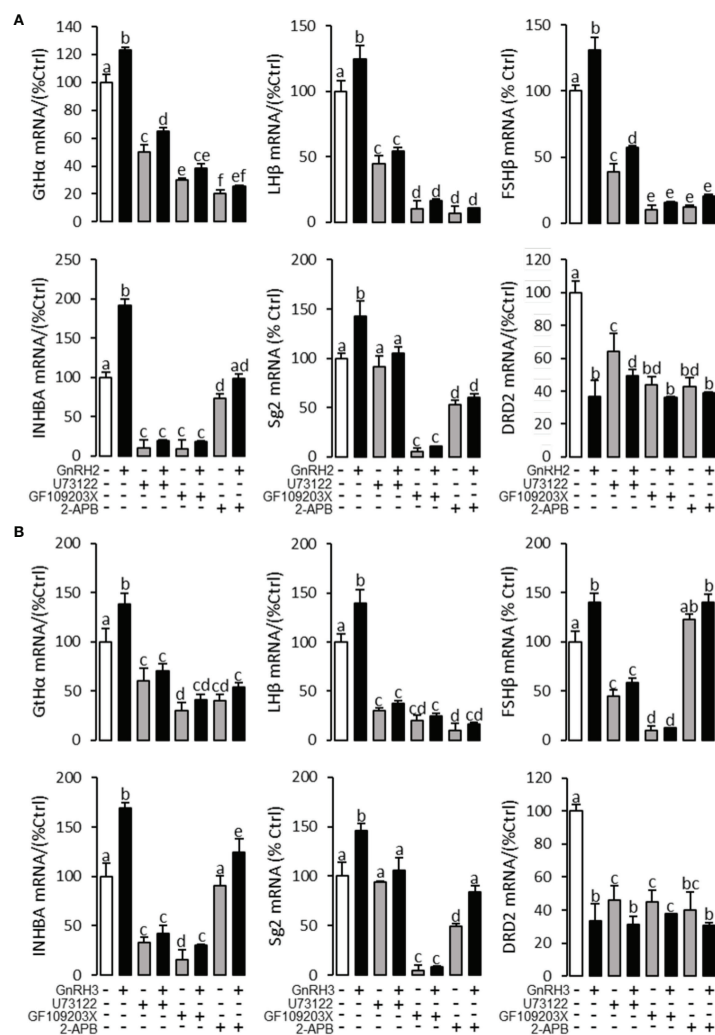 A
GtHα mRNA/(%Ctrl)
140
120
100
80
60
40
20
0
a b c d e ce f ef
LHβ mRNA/(%Ctrl)
150
100
50
0
a b c c d d d d
FSHβ mRNA (% Ctrl)
150
100
50
0
a b c d e e e e
INHBA mRNA/(%Ctrl)
250
200
150
100
50
0
a b c c c c d ad
Sg2 mRNA (% Ctrl)
200
150
100
50
0
a b a a c c d d
DRD2 mRNA/(%Ctrl)
120
100
80
60
40
20
0
a b c d bd b bd b
GnRH2 - + - + - + - + - + - + - + - + - + - + - + - +
U73122 - - + + - - - - - - + + - - - - - - + + - - - -
GF109203X - - - - + + - - - - - - + + - - - - - - + + - -
2-APB - - - - - - + + - - - - - - + + - - - - - - + +
B
GtHα mRNA/(%Ctrl)
200
150
100
50
0
a b c c d cd cd c
LHβ mRNA/(%Ctrl)
200
150
100
50
0
a b c c cd c d cd
FSHβ mRNA (% Ctrl)
200
150
100
50
0
a b c c d d ab b
INHBA mRNA/(%Ctrl)
200
150
100
50
0
a b c c d c a e
Sg2 mRNA (% Ctrl)
200
150
100
50
0
a b a a c c d a
DRD2 mRNA/(%Ctrl)
120
100
80
60
40
20
0
a b c b c c bc b
GnRH3 - + - + - + - + - + - + - + - + - + - + - + - +
U73122 - - + + - - - - - - + + - - - - - - + + - - - -
GF109203X - - - - + + - - - - - - + + - - - - - - + + - -
2-APB - - - - - - + + - - - - - - + + - - - - - - + +